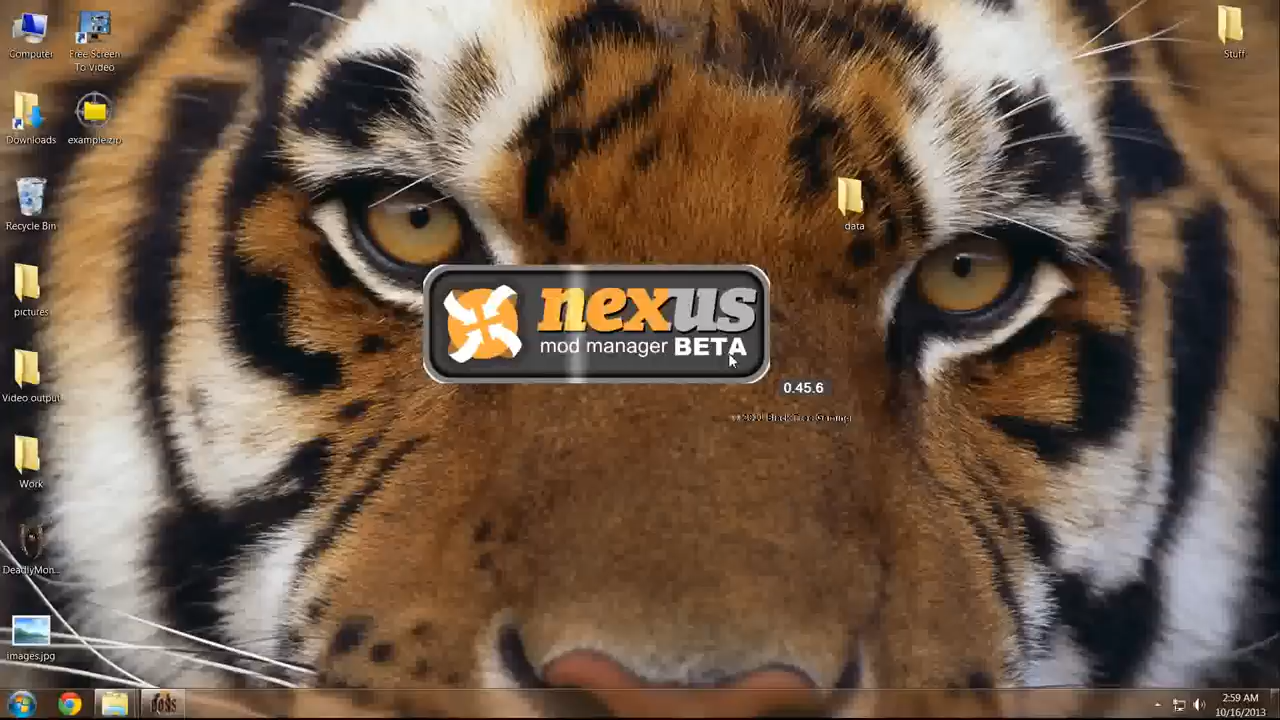 Computer
Free Screen
To Video
Stuff
Downloads
example.zip
Recycle Bin
data
pictures
nexus
mod manager BETA
0.45.6
Video output
Work
DeadlyMon...
images.jpg
2:59 AM
10/16/2013